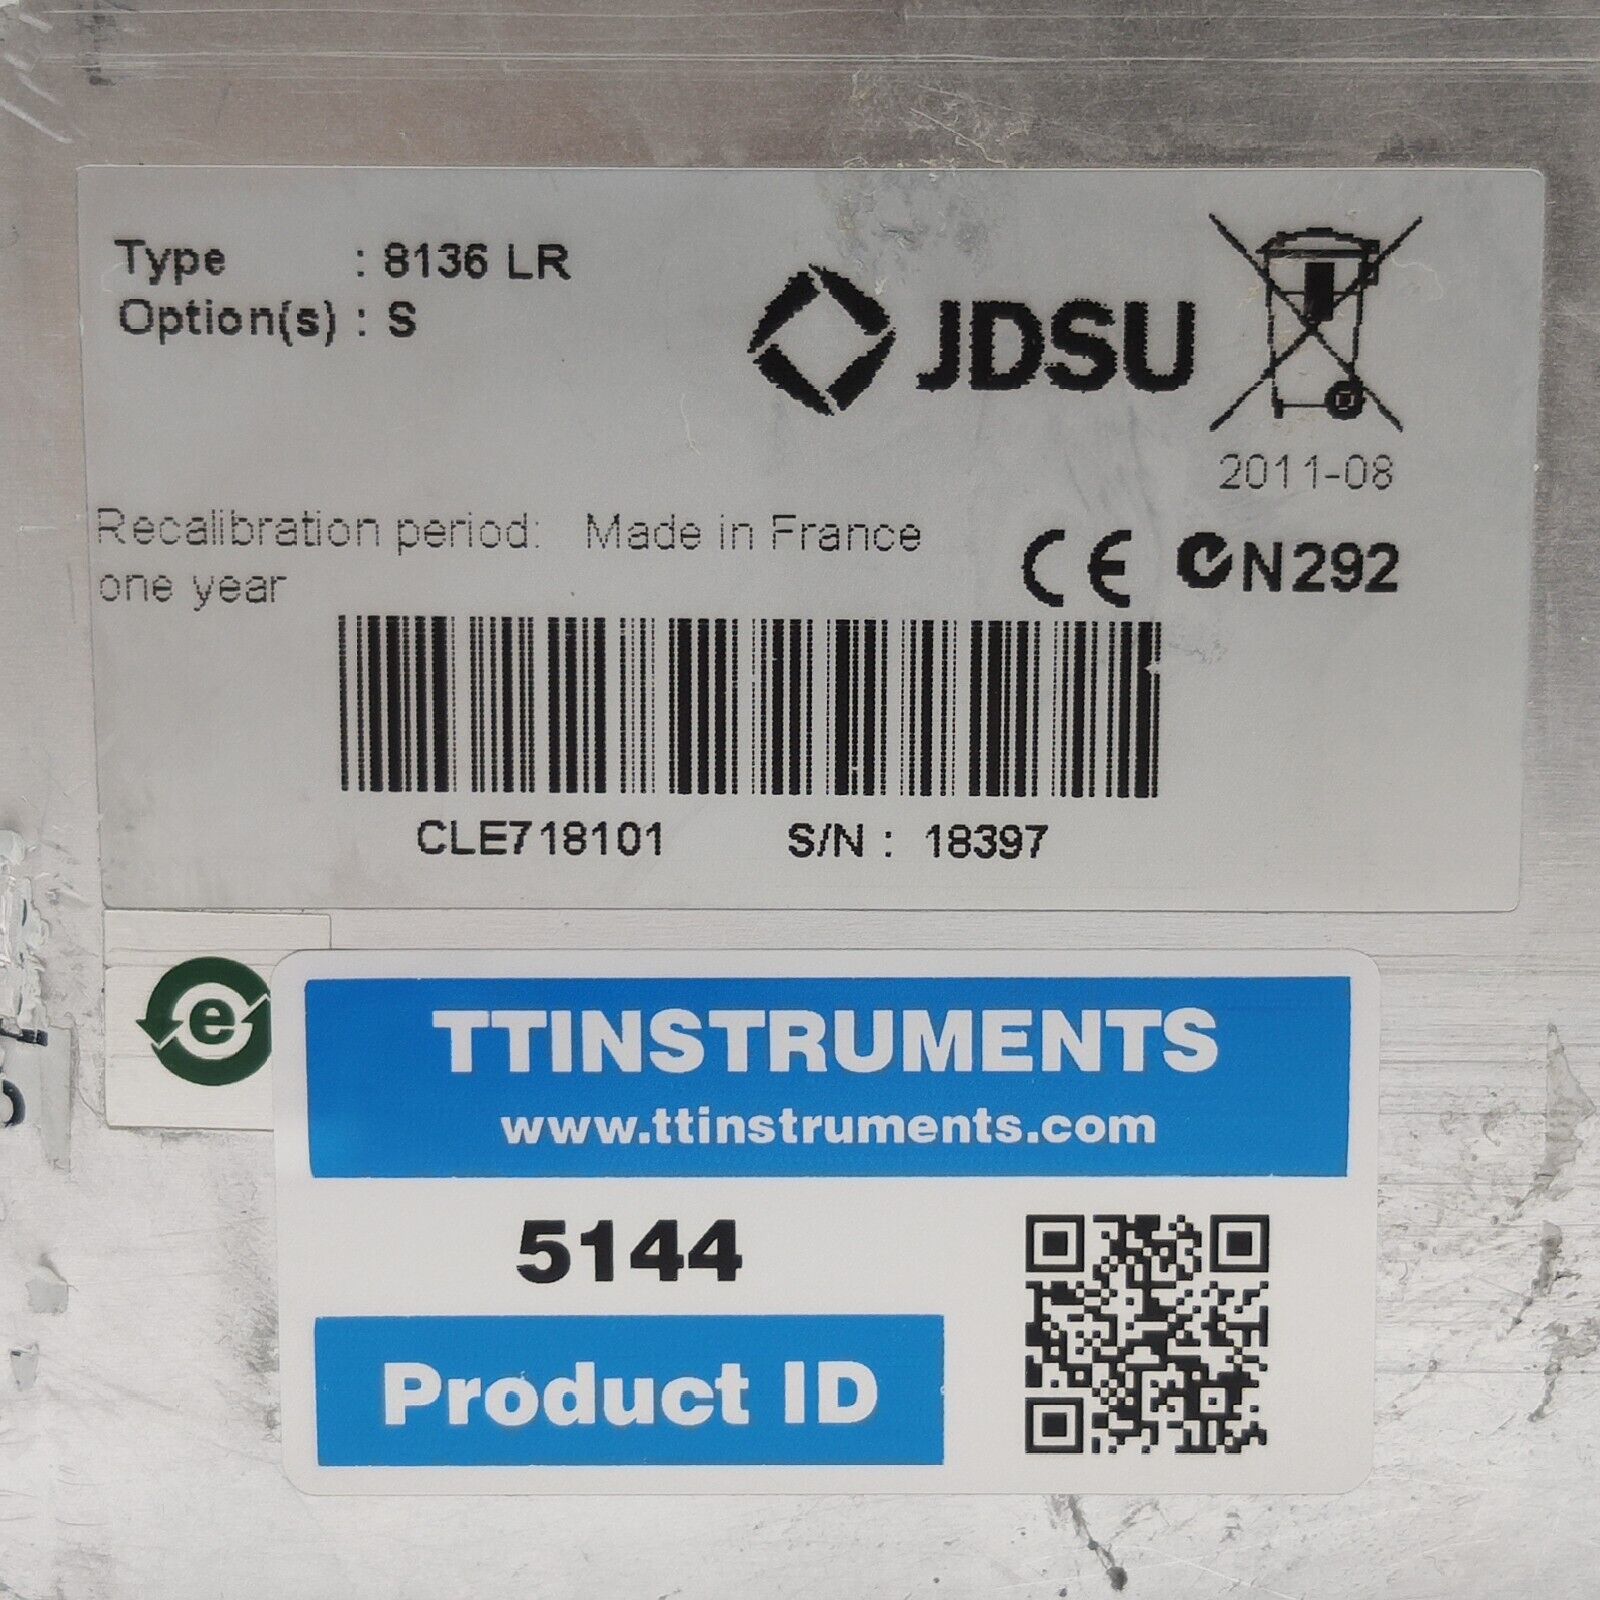 Type : 8136 LR
Option(s) : S
JDSU
2011-08
Recalibration period: Made in France
one year
CE N292
CLE718101 S/N : 18397
e
TTINSTRUMENTS
www.ttinstruments.com
5144
Product ID